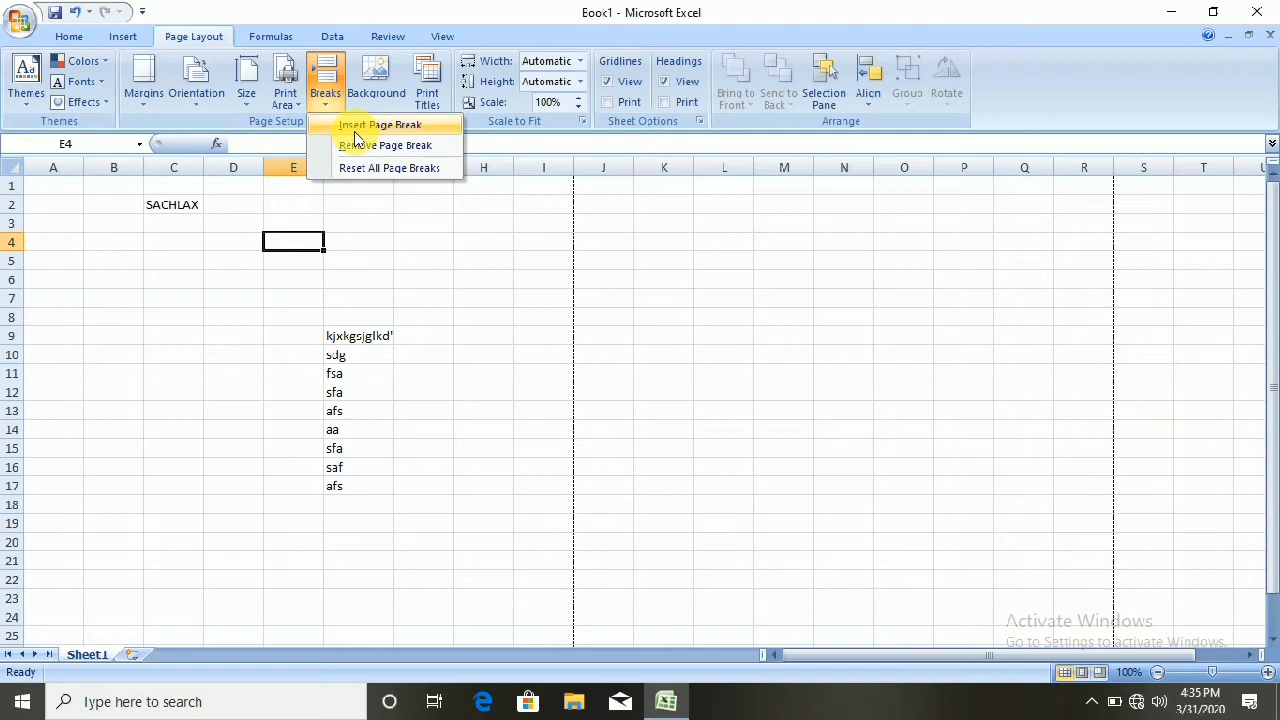 Book1 - Microsoft Excel
Home Insert Page Layout Formulas Data Review View
Themes
Colors
Fonts
Effects
Themes
Margins
Orientation
Size
Print Area
Breaks
Background
Print Titles
Page Setup
Width: Automatic
Height: Automatic
Scale: 100%
Scale to Fit
Gridlines
View
Print
Headings
View
Print
Sheet Options
Bring to Front
Send to Back
Selection Pane
Align
Group
Rotate
Arrange
Insert Page Break
Remove Page Break
Reset All Page Breaks
E4
fx
A B C D E H I J K L M N O P Q R S T U
1
2 SACHLAX
3
4
5
6
7
8
9 kjxkgsjglkd'
10 sdg
11 fsa
12 sfa
13 afs
14 aa
15 sfa
16 saf
17 afs
18
19
20
21
22
23
24
25
Activate Windows
Go to Settings to activate Windows.
Sheet1
Ready
100%
Type here to search
4:35 PM
3/31/2020